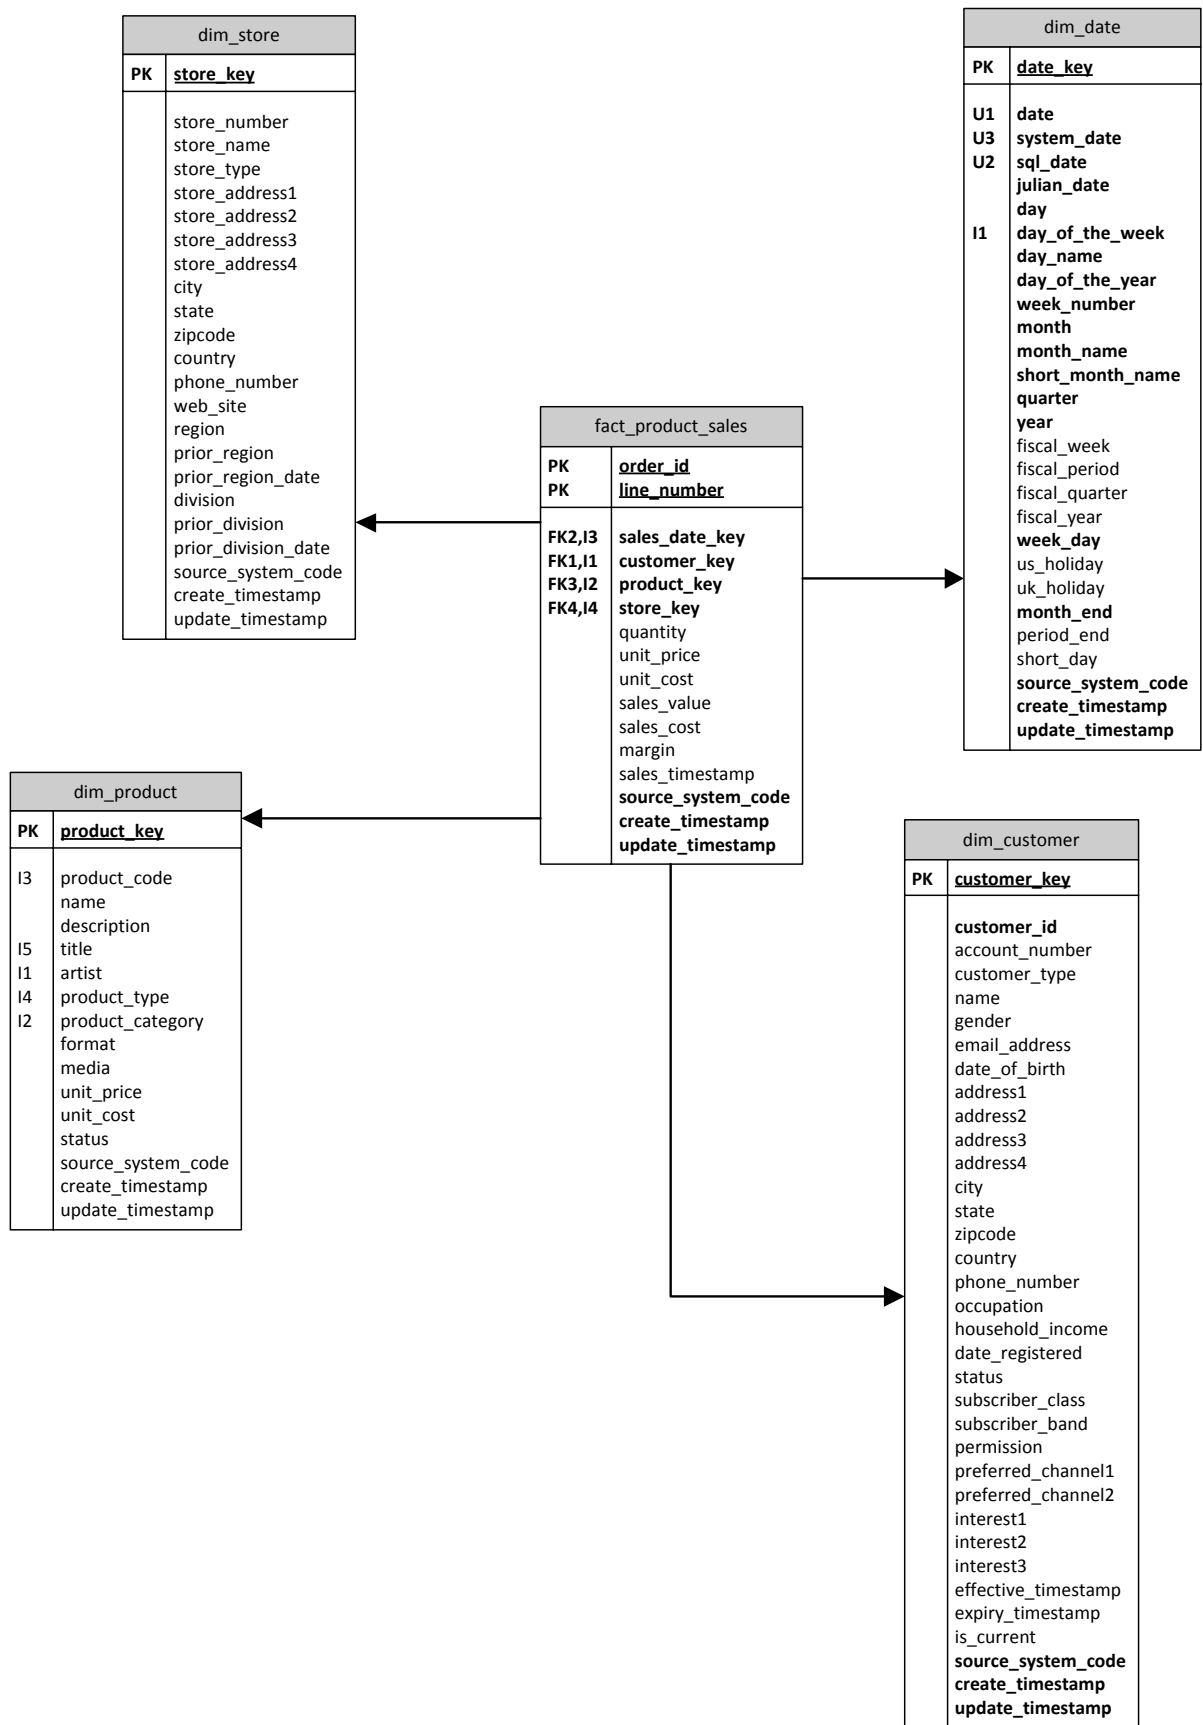 dim_store
PK store_key
store_number
store_name
store_type
store_address1
store_address2
store_address3
store_address4
city
state
zipcode
country
phone_number
web_site
region
prior_region
prior_region_date
division
prior_division
prior_division_date
source_system_code
create_timestamp
update_timestamp
dim_date
PK date_key
U1 date
U3 system_date
U2 sql_date
julian_date
day
I1 day_of_the_week
day_name
day_of_the_year
week_number
month
month_name
short_month_name
quarter
year
fiscal_week
fiscal_period
fiscal_quarter
fiscal_year
week_day
us_holiday
uk_holiday
month_end
period_end
short_day
source_system_code
create_timestamp
update_timestamp
fact_product_sales
PK order_id
PK line_number
FK2,I3 sales_date_key
FK1,I1 customer_key
FK3,I2 product_key
FK4,I4 store_key
quantity
unit_price
unit_cost
sales_value
sales_cost
margin
sales_timestamp
source_system_code
create_timestamp
update_timestamp
dim_product
PK product_key
I3 product_code
name
description
I5 title
I1 artist
I4 product_type
I2 product_category
format
media
unit_price
unit_cost
status
source_system_code
create_timestamp
update_timestamp
dim_customer
PK customer_key
customer_id
account_number
customer_type
name
gender
email_address
date_of_birth
address1
address2
address3
address4
city
state
zipcode
country
phone_number
occupation
household_income
date_registered
status
subscriber_class
subscriber_band
permission
preferred_channel1
preferred_channel2
interest1
interest2
interest3
effective_timestamp
expiry_timestamp
is_current
source_system_code
create_timestamp
update_timestamp